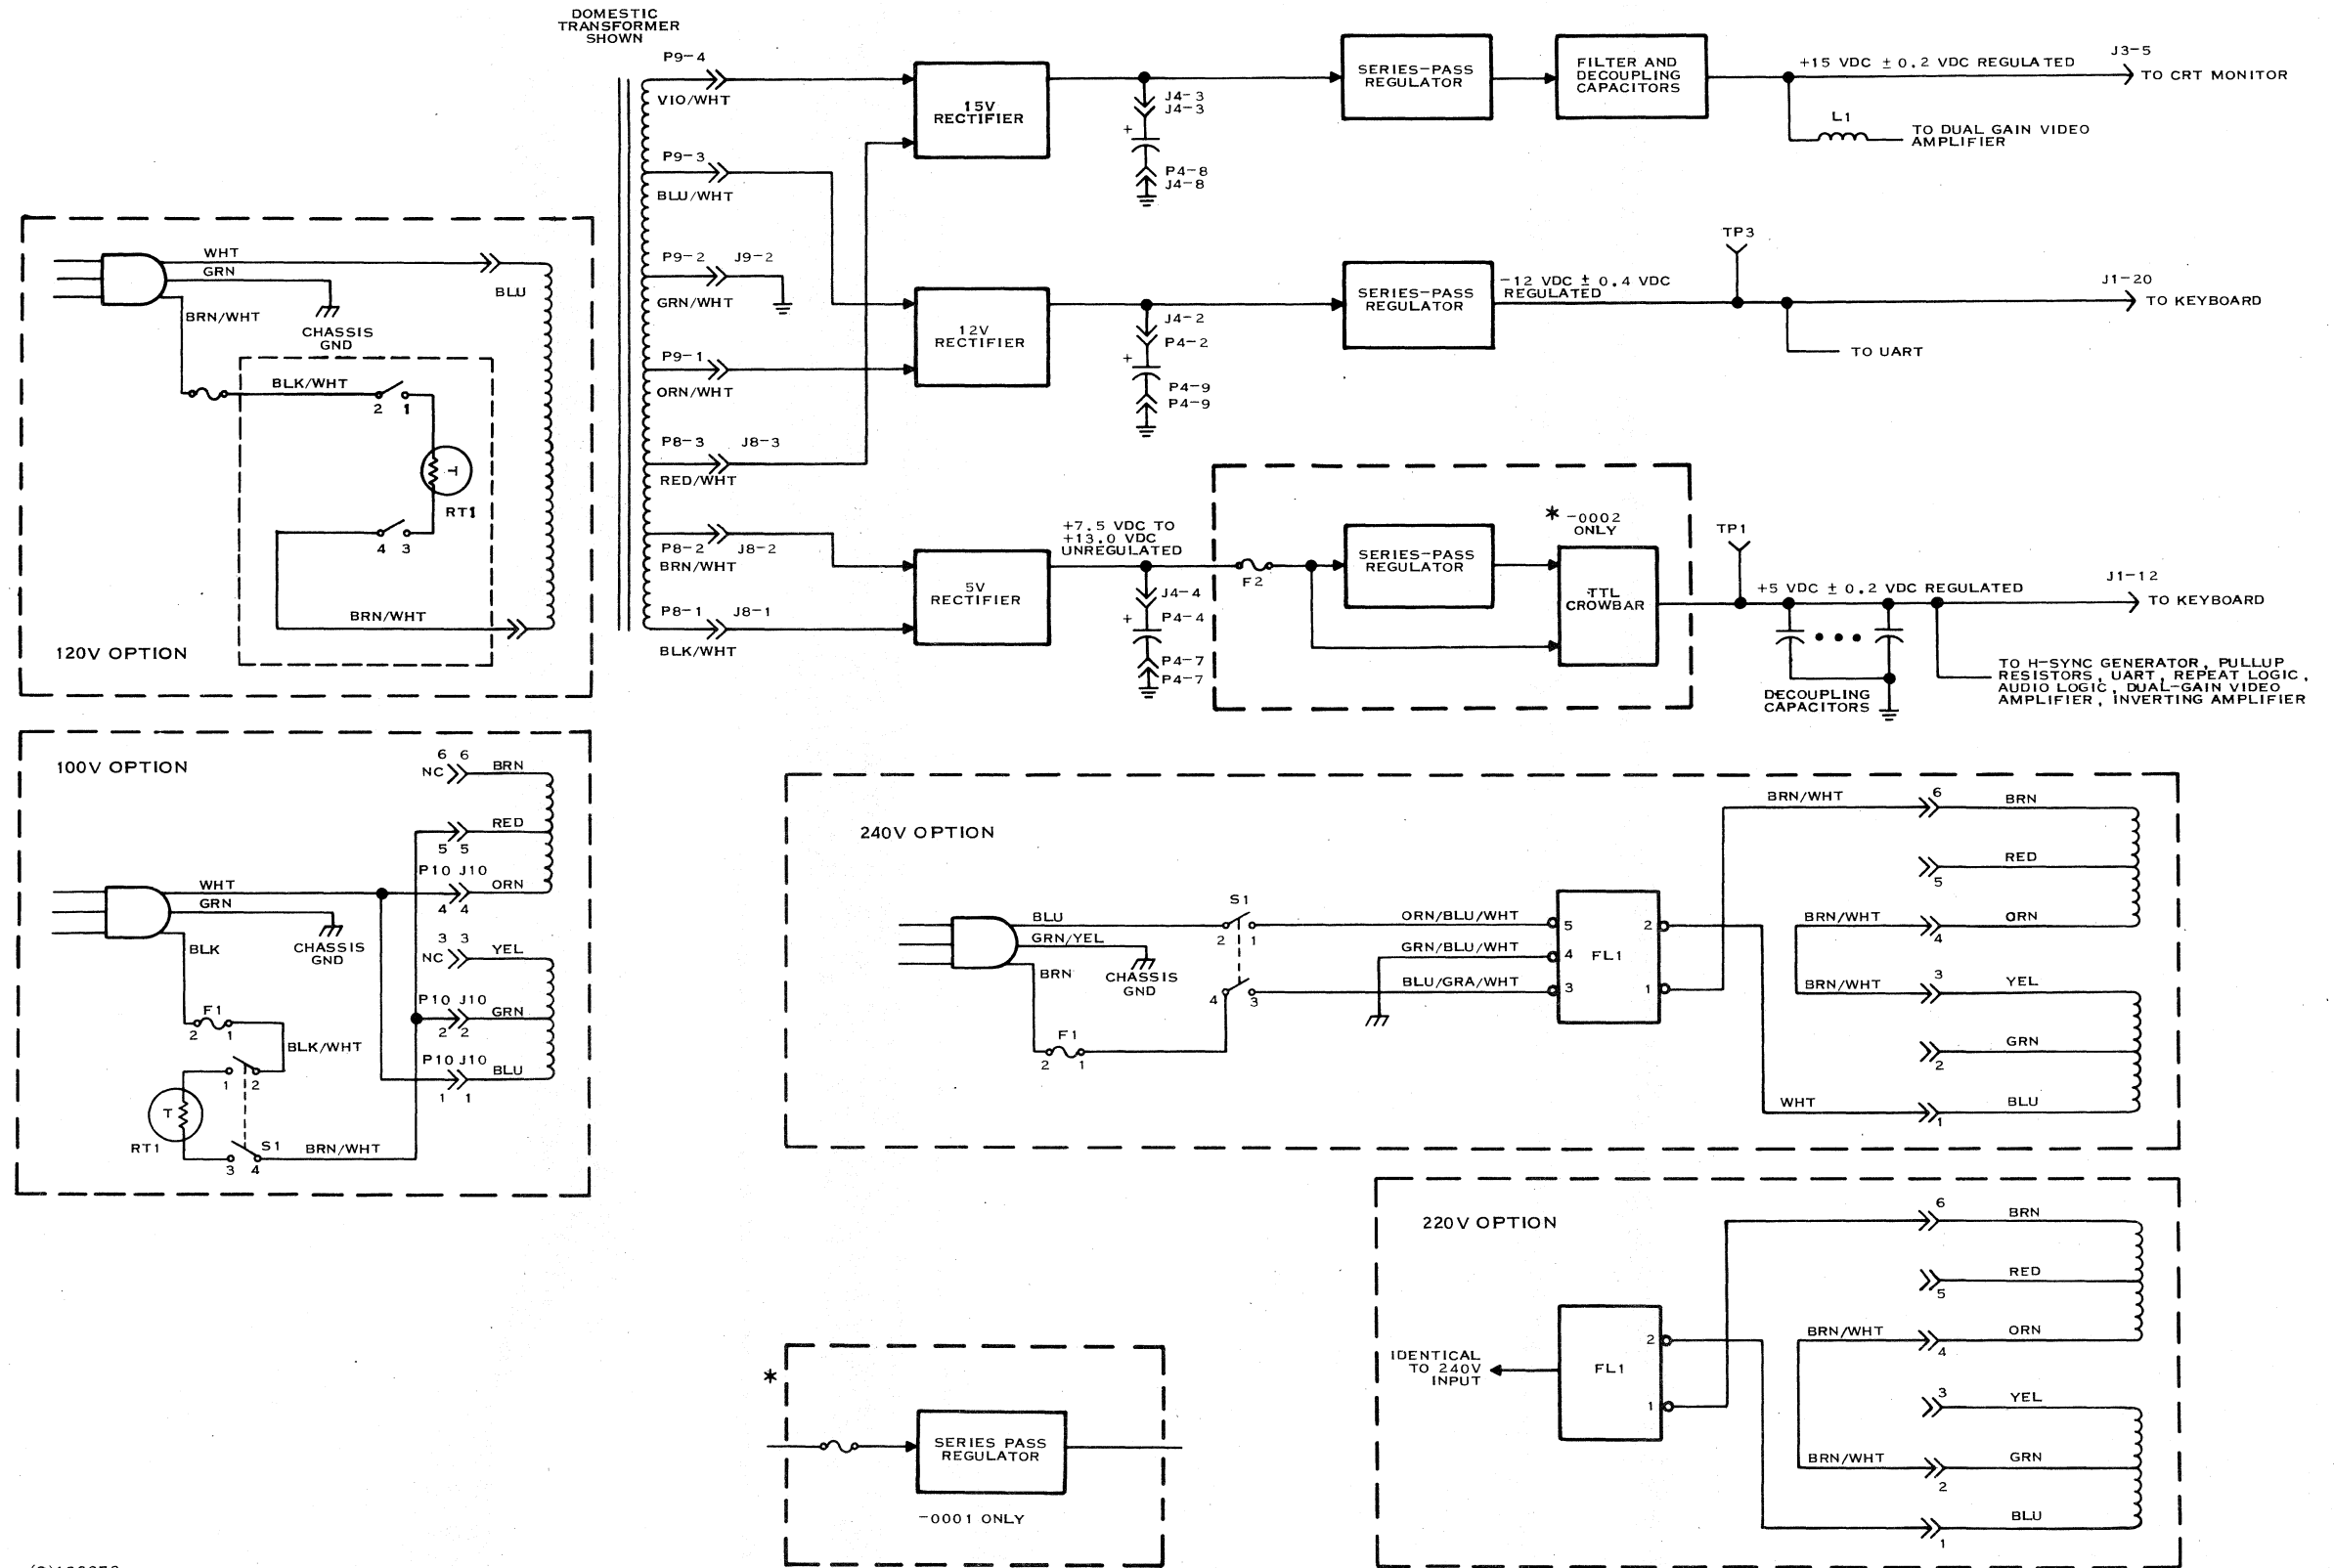 DOMESTIC
TRANSFORMER
SHOWN
P9-4
VIO/WHT
P9-3
BLU/WHT
P9-2 J9-2
GRN/WHT
P9-1
ORN/WHT
P8-3 J8-3
RED/WHT
P8-2 J8-2
BRN/WHT
P8-1 J8-1
BLK/WHT
15V
RECTIFIER
J4-3
J4-3
+
P4-8
J4-8
SERIES-PASS
REGULATOR
FILTER AND
DECOUPLING
CAPACITORS
+15 VDC ± 0.2 VDC REGULATED
J3-5
TO CRT MONITOR
L1
TO DUAL GAIN VIDEO
AMPLIFIER
12V
RECTIFIER
J4-2
P4-2
+
P4-9
P4-9
SERIES-PASS
REGULATOR
-12 VDC ± 0.4 VDC
REGULATED
TP3
J1-20
TO KEYBOARD
TO UART
5V
RECTIFIER
+7.5 VDC TO
+13.0 VDC
UNREGULATED
J4-4
P4-4
+
P4-7
P4-7
F2
SERIES-PASS
REGULATOR
* -0002
ONLY
TTL
CROWBAR
TP1
+5 VDC ± 0.2 VDC REGULATED
J1-12
TO KEYBOARD
DECOUPLING
CAPACITORS
TO H-SYNC GENERATOR, PULLUP
RESISTORS, UART, REPEAT LOGIC,
AUDIO LOGIC, DUAL-GAIN VIDEO
AMPLIFIER, INVERTING AMPLIFIER
WHT
GRN
BLU
BRN/WHT
CHASSIS
GND
BLK/WHT
2 1
T
RT1
4 3
BRN/WHT
120V OPTION
100V OPTION
6 6
NC BRN
RED
5 5
P10 J10
WHT
ORN
GRN
4 4
CHASSIS
GND
3 3
NC YEL
BLK
P10 J10
GRN
2 2
F1
2 1
BLK/WHT
P10 J10
BLU
1 1
1 2
T
RT1
S1
BRN/WHT
3 4
240V OPTION
BLU
GRN/YEL
BRN
CHASSIS
GND
S1
2 1
4 3
F1
2 1
ORN/BLU/WHT
GRN/BLU/WHT
BLU/GRA/WHT
5
4
3
FL1
2
1
BRN/WHT
6
BRN
RED
5
BRN/WHT
ORN
4
3
BRN/WHT
YEL
GRN
2
WHT
BLU
1
220V OPTION
IDENTICAL
TO 240V
INPUT
FL1
2
1
6
BRN
RED
5
BRN/WHT
ORN
4
3
YEL
BRN/WHT
GRN
2
BLU
1
*
SERIES PASS
REGULATOR
-0001 ONLY